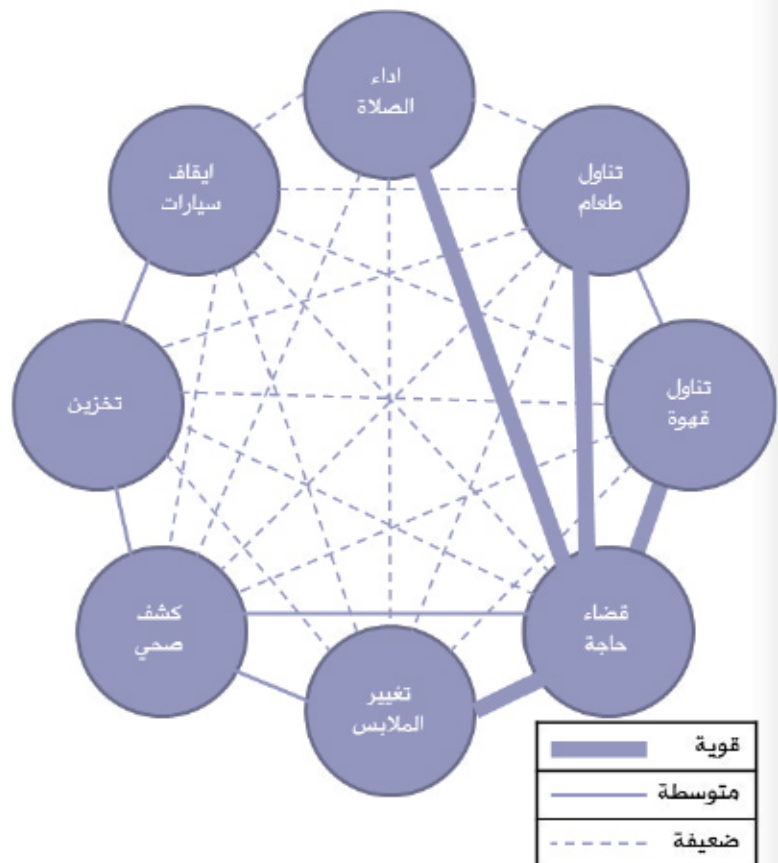 اداء
الصلاة
تناول
طعام
ايقاف
سيارات
تناول
قهوة
تخزين
قضاء
حاجة
كشف
صحي
تغيير
الملابس
قوية
متوسطة
ضعيفة